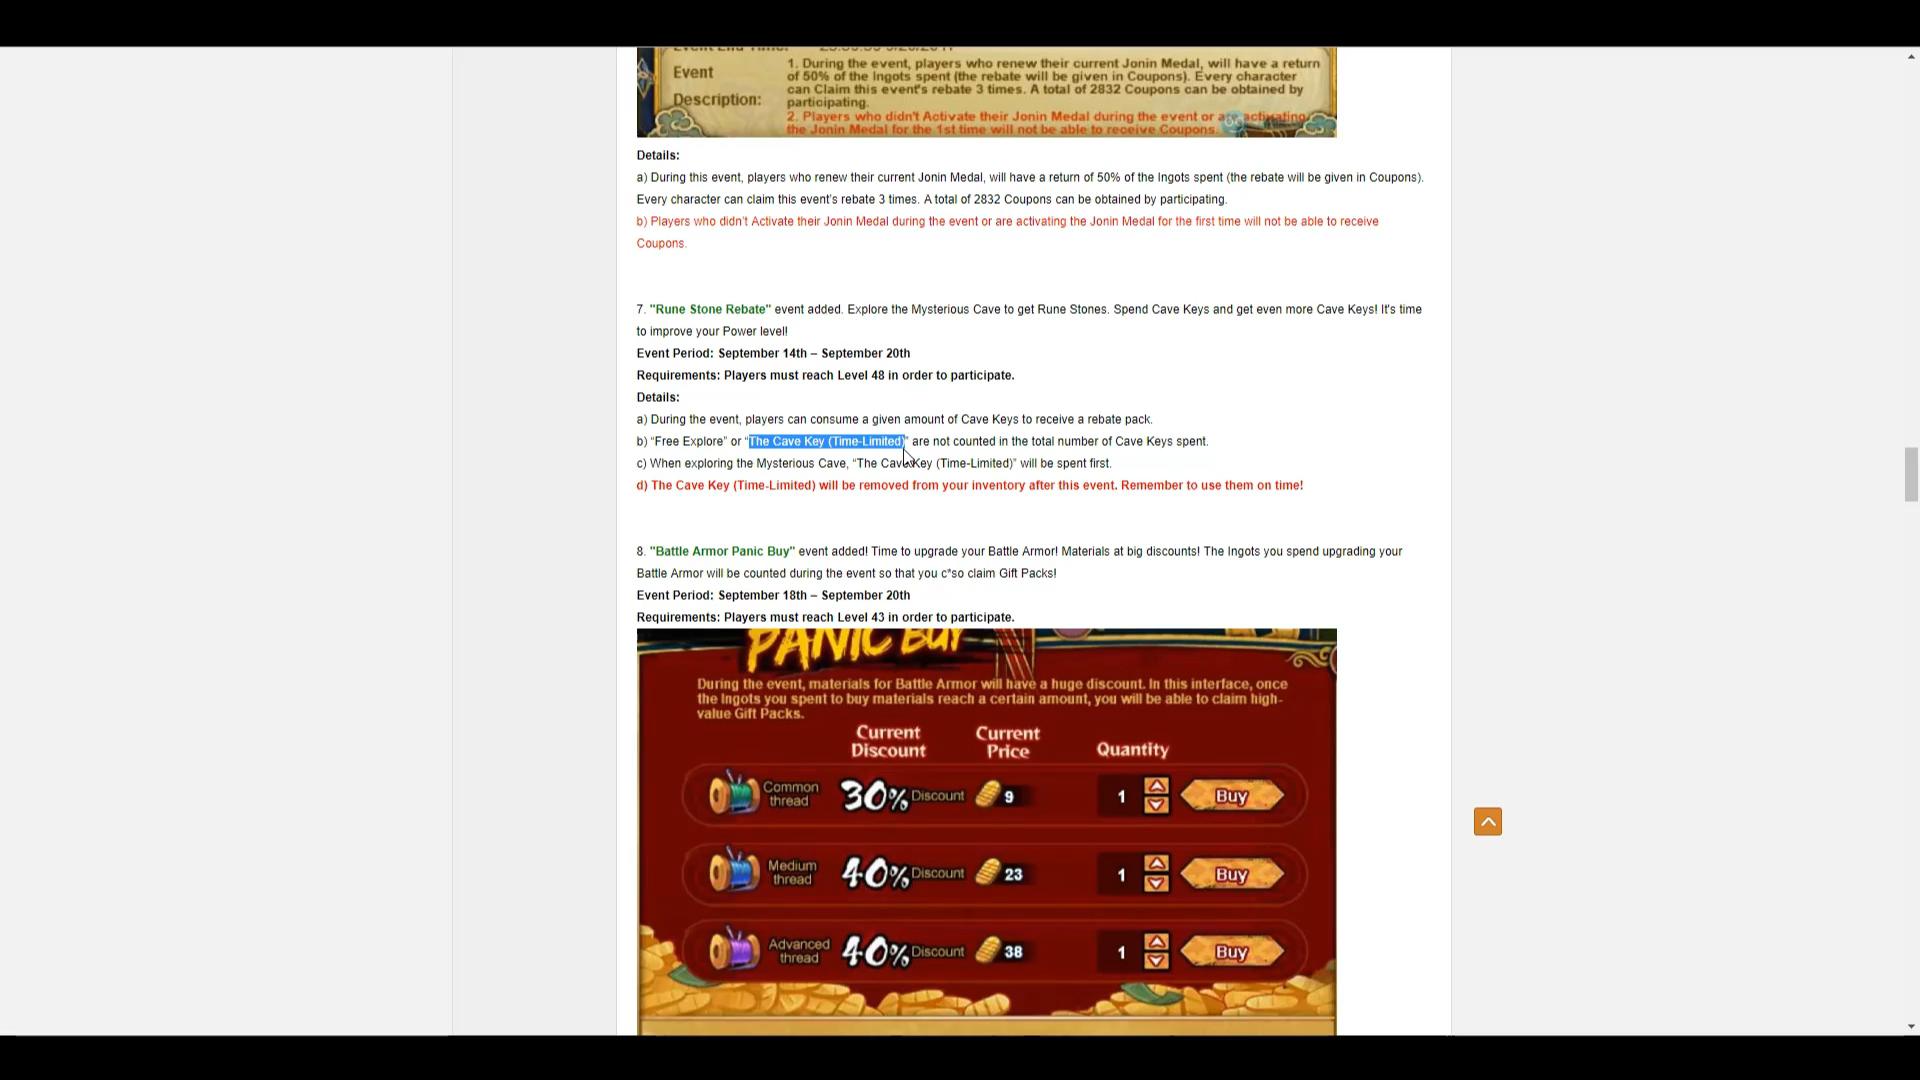 Event
Description:
1. During the event, players who renew their current Jonin Medal, will have a return
of 50% of the Ingots spent (the rebate will be given in Coupons). Every character
can Claim this event's rebate 3 times. A total of 2832 Coupons can be obtained by
participating.
2. Players who didn't Activate their Jonin Medal during the event or are activating
the Jonin Medal for the 1st time will not be able to receive Coupons.
Details:
a) During this event, players who renew their current Jonin Medal, will have a return of 50% of the Ingots spent (the rebate will be given in Coupons).
Every character can claim this event's rebate 3 times. A total of 2832 Coupons can be obtained by participating.
b) Players who didn't Activate their Jonin Medal during the event or are activating the Jonin Medal for the first time will not be able to receive
Coupons.
7. "Rune Stone Rebate" event added. Explore the Mysterious Cave to get Rune Stones. Spend Cave Keys and get even more Cave Keys! It's time
to improve your Power level!
Event Period: September 14th – September 20th
Requirements: Players must reach Level 48 in order to participate.
Details:
a) During the event, players can consume a given amount of Cave Keys to receive a rebate pack.
b) “Free Explore” or “The Cave Key (Time-Limited)” are not counted in the total number of Cave Keys spent.
c) When exploring the Mysterious Cave, “The Cave Key (Time-Limited)” will be spent first.
d) The Cave Key (Time-Limited) will be removed from your inventory after this event. Remember to use them on time!
8. "Battle Armor Panic Buy" event added! Time to upgrade your Battle Armor! Materials at big discounts! The Ingots you spend upgrading your
Battle Armor will be counted during the event so that you c*so claim Gift Packs!
Event Period: September 18th – September 20th
Requirements: Players must reach Level 43 in order to participate.
PANIC BUY
During the event, materials for Battle Armor will have a huge discount. In this interface, once
the Ingots you spent to buy materials reach a certain amount, you will be able to claim high-
value Gift Packs.
Current Discount
Current Price
Quantity
Common thread 30% Discount 9 1 Buy
Medium thread 40% Discount 23 1 Buy
Advanced thread 40% Discount 38 1 Buy